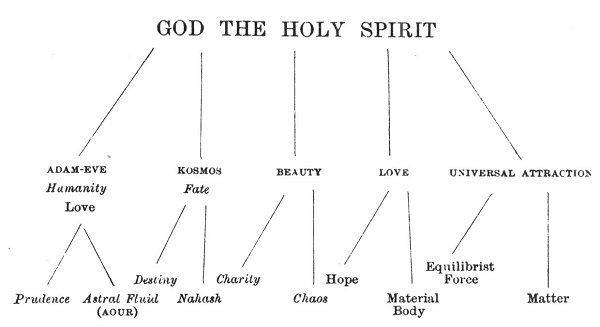 GOD THE HOLY SPIRIT
ADAM-EVE
Humanity
Love
KOSMOS
Fate
BEAUTY
LOVE
UNIVERSAL ATTRACTION
Prudence
Astral Fluid
(AOUR)
Destiny
Nahash
Charity
Chaos
Hope
Material
Body
Equilibrist
Force
Matter